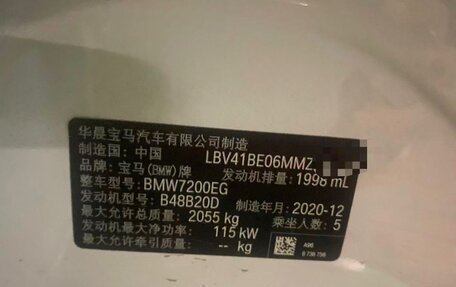 华晨宝马汽车有限公司制造
制造国: 中国 LBV41BE06MMZ
品牌: 宝马(BMW)牌 发动机排量: 1998 mL
整车型号: BMW7200EG
发动机型号: B48B20D 制造年月: 2020-12
最大允许总质量: 2055 kg 乘坐人数: 5
发动机最大净功率: 115 kW
最大允许牵引质量: -- kg
A96